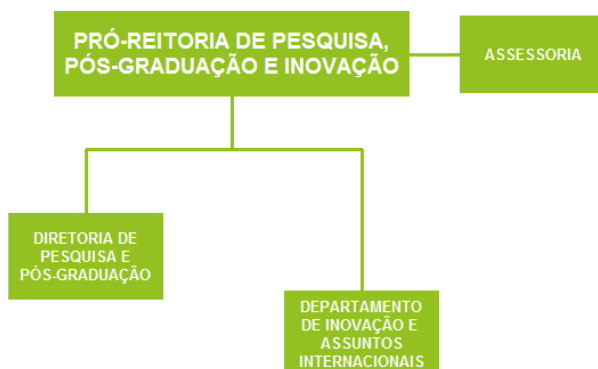 PRÓ-REITORIA DE PESQUISA,
PÓS-GRADUAÇÃO E INOVAÇÃO
ASSESSORIA
DIRETORIA DE
PESQUISA E
PÓS-GRADUAÇÃO
DEPARTAMENTO
DE INOVAÇÃO E
ASSUNTOS
INTERNACIONAIS